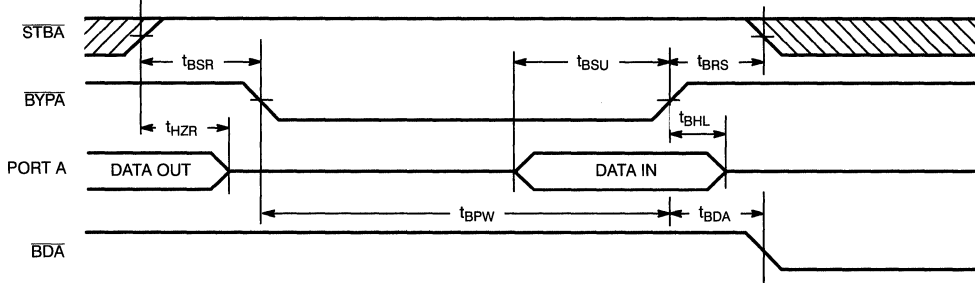 STBA
tBSR
tBSU
tBRS
BYPA
tHZR
tBHL
PORT A
DATA OUT
DATA IN
tBPW
tBDA
BDA